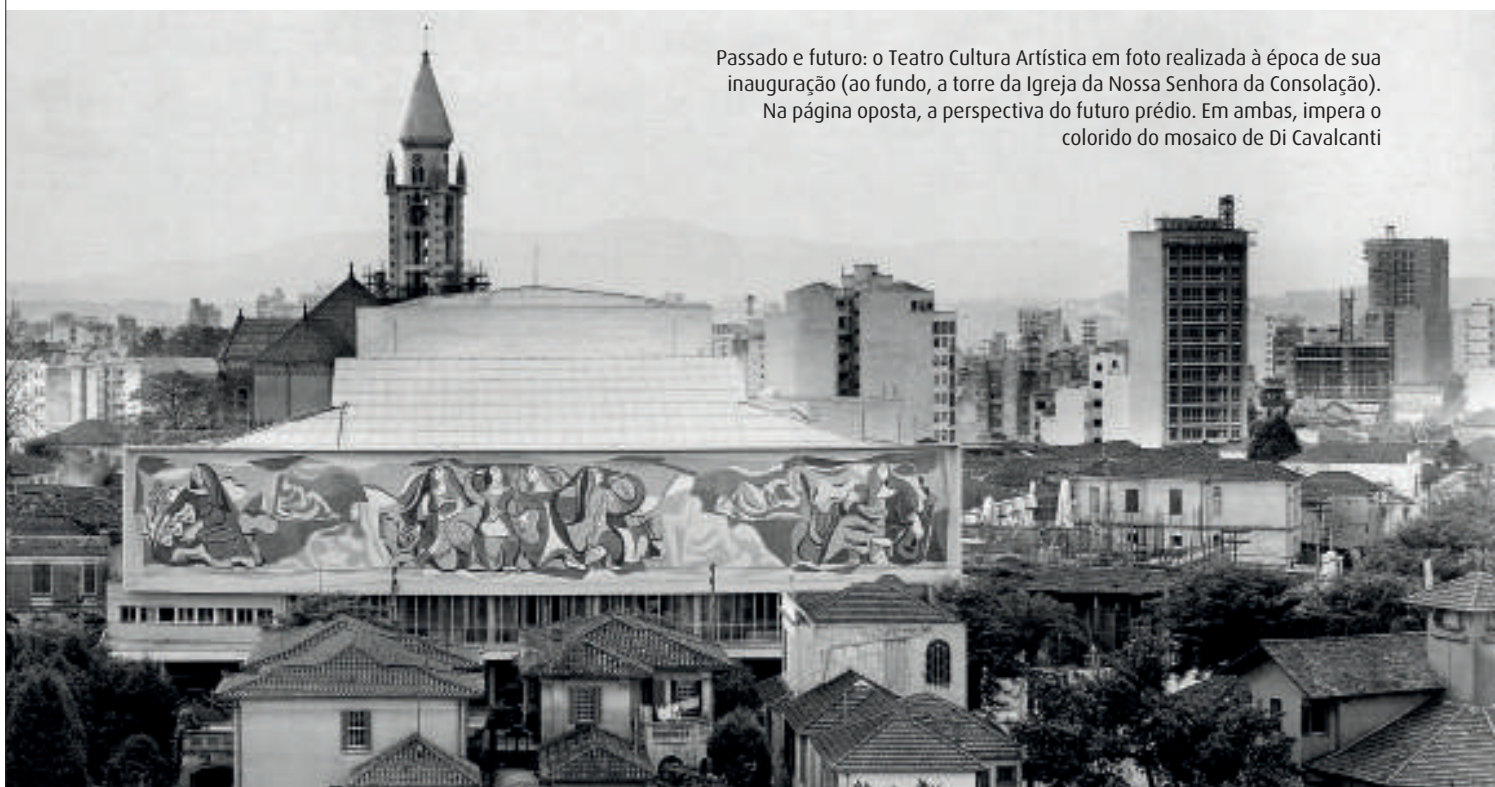 Passado e futuro: o Teatro Cultura Artística em foto realizada à época de sua
inauguração (ao fundo, a torre da Igreja da Nossa Senhora da Consolação).
Na página oposta, a perspectiva do futuro prédio. Em ambas, impera o
colorido do mosaico de Di Cavalcanti